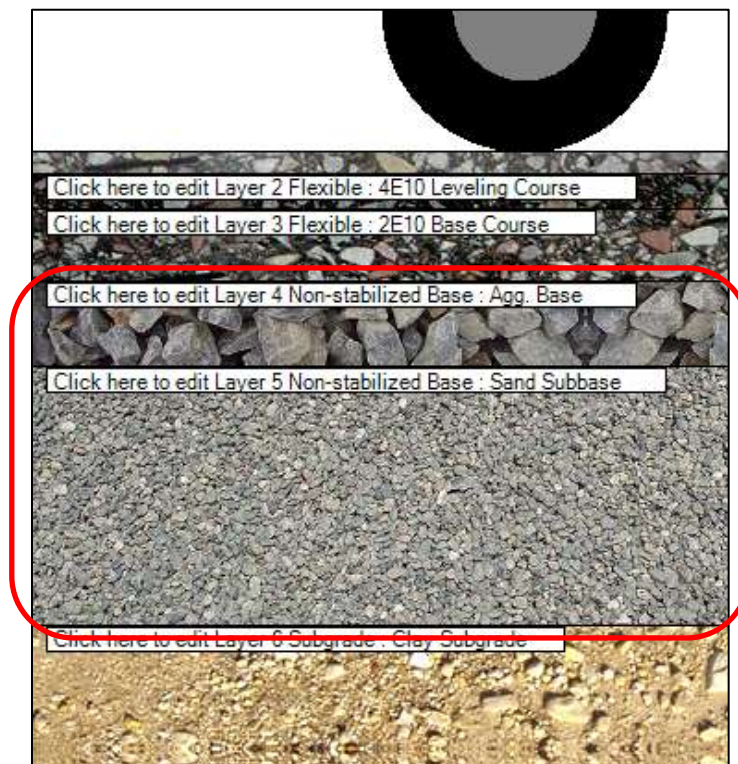 Click here to edit Layer 2 Flexible : 4E10 Leveling Course
Click here to edit Layer 3 Flexible : 2E10 Base Course
Click here to edit Layer 4 Non-stabilized Base : Agg. Base
Click here to edit Layer 5 Non-stabilized Base : Sand Subbase
Click here to edit Layer 6 Subgrade : Clay Subgrade